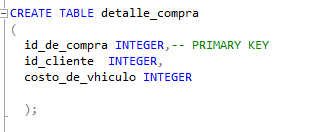 CREATE TABLE detalle_compra
(
id_de_compra INTEGER,-- PRIMARY KEY
id_cliente  INTEGER,
costo_de_vhiculo INTEGER
);